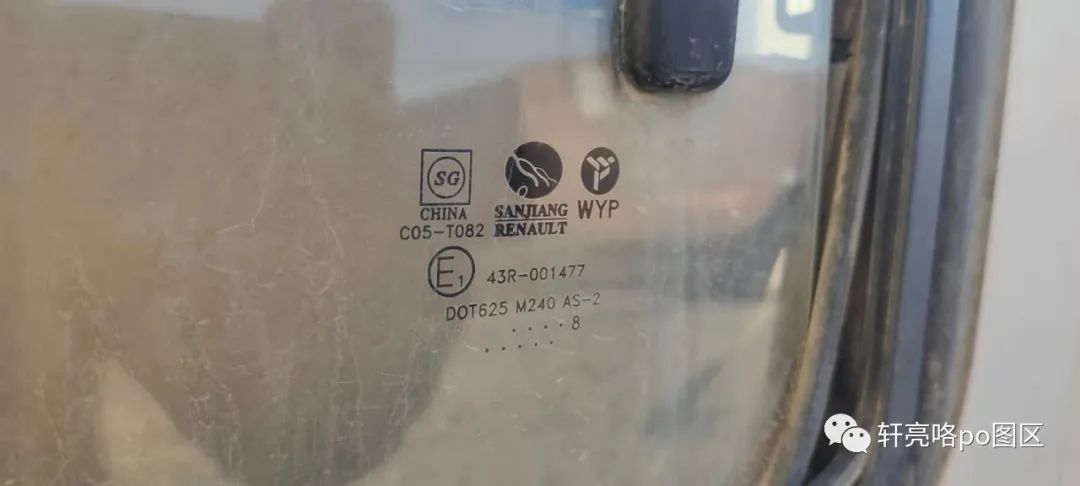 SG
CHINA
C05-T082
SANJIANG
RENAULT
WYP
E1
43R-001477
DOT625 M240 AS-2
....8
.....
轩亮咯po图区